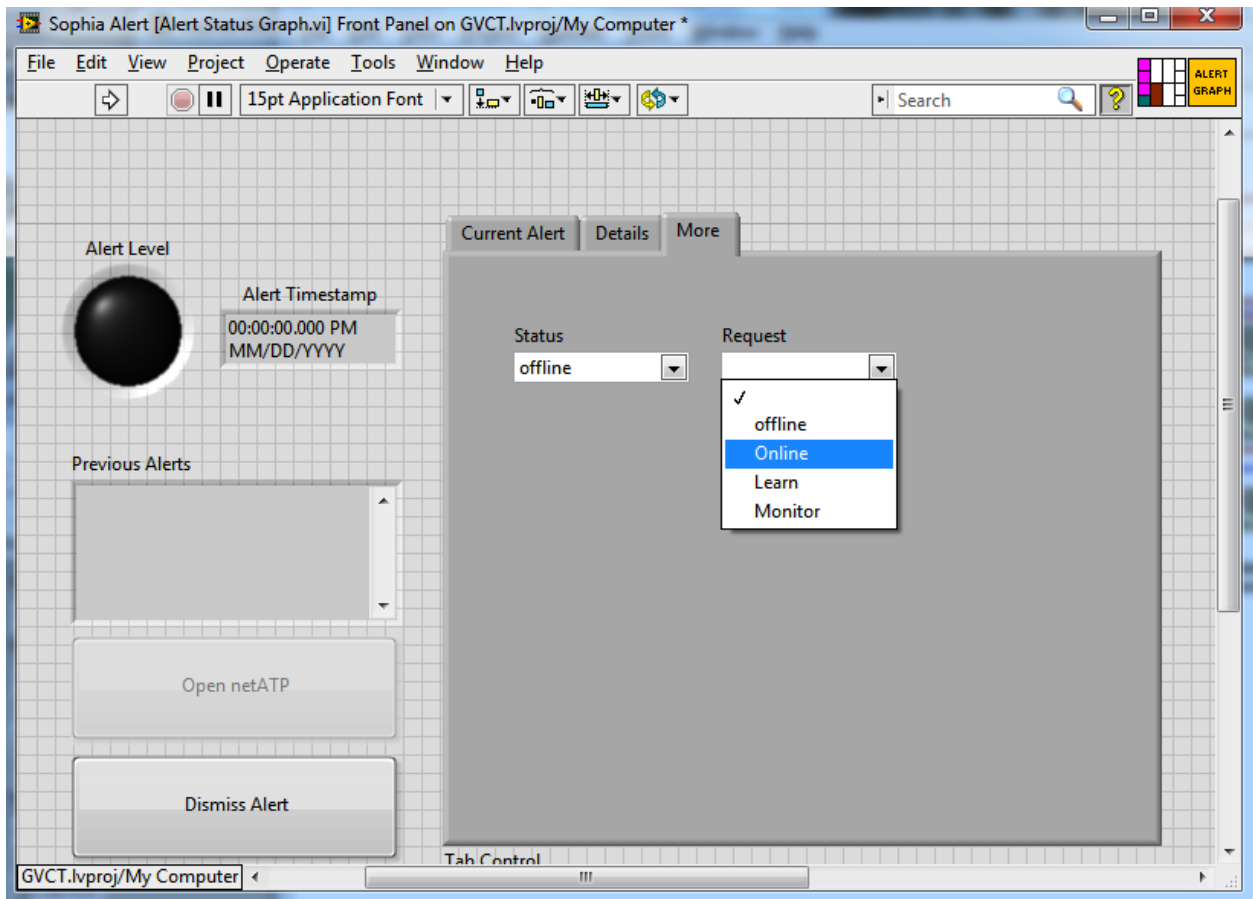 Sophia Alert [Alert Status Graph.vi] Front Panel on GVCT.lvproj/My Computer *
File Edit View Project Operate Tools Window Help
15pt Application Font
Search
ALERT
GRAPH
Current Alert Details More
Alert Level
Alert Timestamp
00:00:00.000 PM
MM/DD/YYYY
Status
offline
Request
offline
Online
Learn
Monitor
Previous Alerts
Open netATP
Dismiss Alert
Tab Control
GVCT.lvproj/My Computer